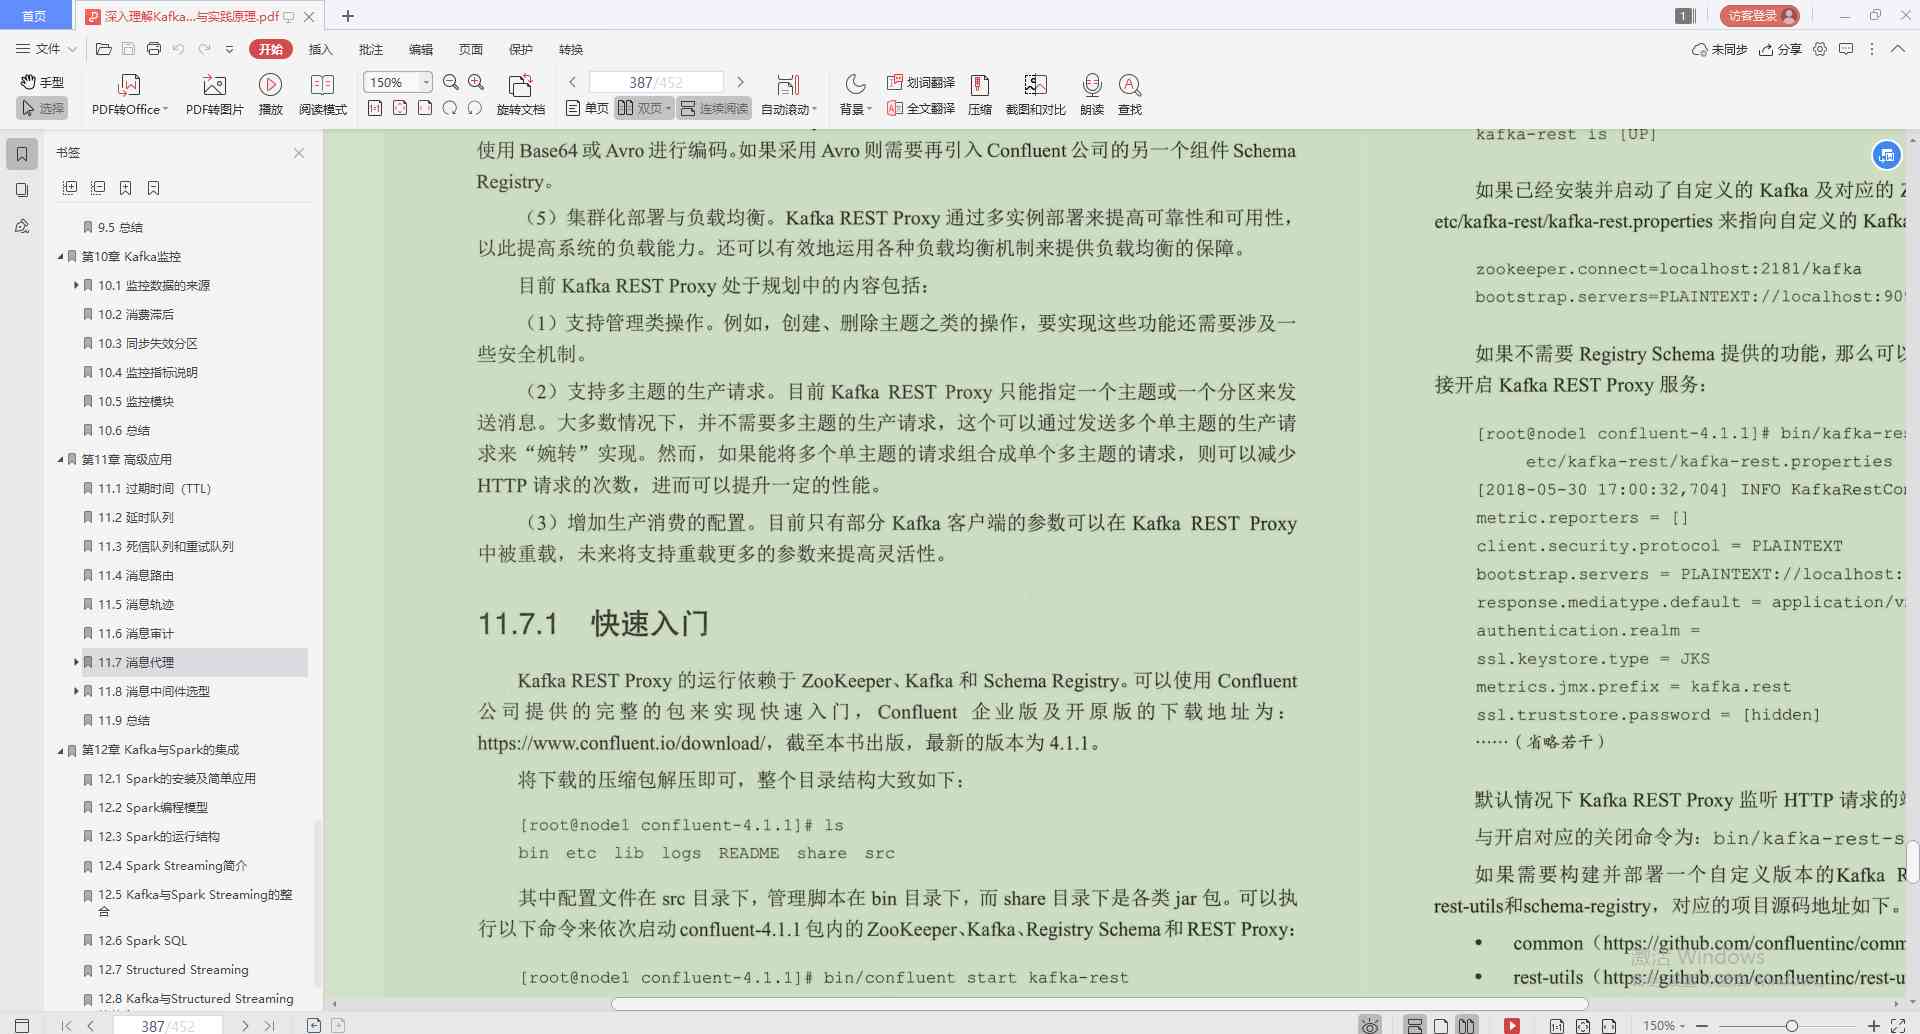 首页
深入理解Kafka...与实践原理.pdf
1
访客登录
文件
开始
插入
批注
编辑
页面
保护
转换
未同步
分享
手型
选择
PDF转Office
PDF转图片
播放
阅读模式
150%
旋转文档
387/452
单页
双页
连续阅读
自动滚动
背景
划词翻译
全文翻译
压缩
截图和对比
朗读
查找
书签
9.5 总结
第10章 Kafka监控
10.1 监控数据的来源
10.2 消费滞后
10.3 同步失效分区
10.4 监控指标说明
10.5 监控模块
10.6 总结
第11章 高级应用
11.1 过期时间（TTL）
11.2 延时队列
11.3 死信队列和重试队列
11.4 消息路由
11.5 消息轨迹
11.6 消息审计
11.7 消息代理
11.8 消息中间件选型
11.9 总结
第12章 Kafka与Spark的集成
12.1 Spark的安装及简单应用
12.2 Spark编程模型
12.3 Spark的运行结构
12.4 Spark Streaming简介
12.5 Kafka与Spark Streaming的整
合
12.6 Spark SQL
12.7 Structured Streaming
12.8 Kafka与Structured Streaming
使用 Base64 或 Avro 进行编码。如果采用 Avro 则需要再引入 Confluent 公司的另一个组件 Schema
Registry。
（5）集群化部署与负载均衡。Kafka REST Proxy 通过多实例部署来提高可靠性和可用性，
以此提高系统的负载能力。还可以有效地运用各种负载均衡机制来提供负载均衡的保障。
目前 Kafka REST Proxy 处于规划中的内容包括：
（1）支持管理类操作。例如，创建、删除主题之类的操作，要实现这些功能还需要涉及一
些安全机制。
（2）支持多主题的生产请求。目前 Kafka REST Proxy 只能指定一个主题或一个分区来发
送消息。大多数情况下，并不需要多主题的生产请求，这个可以通过发送多个单主题的生产请
求来“婉转”实现。然而，如果能将多个单主题的请求组合成单个多主题的请求，则可以减少
HTTP 请求的次数，进而可以提升一定的性能。
（3）增加生产消费的配置。目前只有部分 Kafka 客户端的参数可以在 Kafka REST Proxy
中被重载，未来将支持重载更多的参数来提高灵活性。
11.7.1 快速入门
Kafka REST Proxy 的运行依赖于 ZooKeeper、Kafka 和 Schema Registry。可以使用 Confluent
公司提供的完整的包来实现快速入门，Confluent 企业版及开原版的下载地址为：
https://www.confluent.io/download/，截至本书出版，最新的版本为 4.1.1。
将下载的压缩包解压即可，整个目录结构大致如下：
[root@node1 confluent-4.1.1]# ls
bin etc lib logs README share src
其中配置文件在 src 目录下，管理脚本在 bin 目录下，而 share 目录下是各类 jar 包。可以执
行以下命令来依次启动 confluent-4.1.1 包内的 ZooKeeper、Kafka、Registry Schema 和 REST Proxy：
[root@node1 confluent-4.1.1]# bin/confluent start kafka-rest
kafka-rest is [UP]
如果已经安装并启动了自定义的 Kafka 及对应的 Z
etc/kafka-rest/kafka-rest.properties 来指向自定义的 Kafka
zookeeper.connect=localhost:2181/kafka
bootstrap.servers=PLAINTEXT://localhost:909
如果不需要 Registry Schema 提供的功能，那么可以
接开启 Kafka REST Proxy 服务：
[root@node1 confluent-4.1.1]# bin/kafka-res
etc/kafka-rest/kafka-rest.properties
[2018-05-30 17:00:32,704] INFO KafkaRestCon
metric.reporters = []
client.security.protocol = PLAINTEXT
bootstrap.servers = PLAINTEXT://localhost:
response.mediatype.default = application/v
authentication.realm =
ssl.keystore.type = JKS
metrics.jmx.prefix = kafka.rest
ssl.truststore.password = [hidden]
……（省略若干）
默认情况下 Kafka REST Proxy 监听 HTTP 请求的端
与开启对应的关闭命令为：bin/kafka-rest-s
如果需要构建并部署一个自定义版本的Kafka R
rest-utils和schema-registry，对应的项目源码地址如下。
• common（https://github.com/confluentinc/comm
激活 Windows
• rest-utils（https://github.com/confluentinc/rest-u
387/452
150%